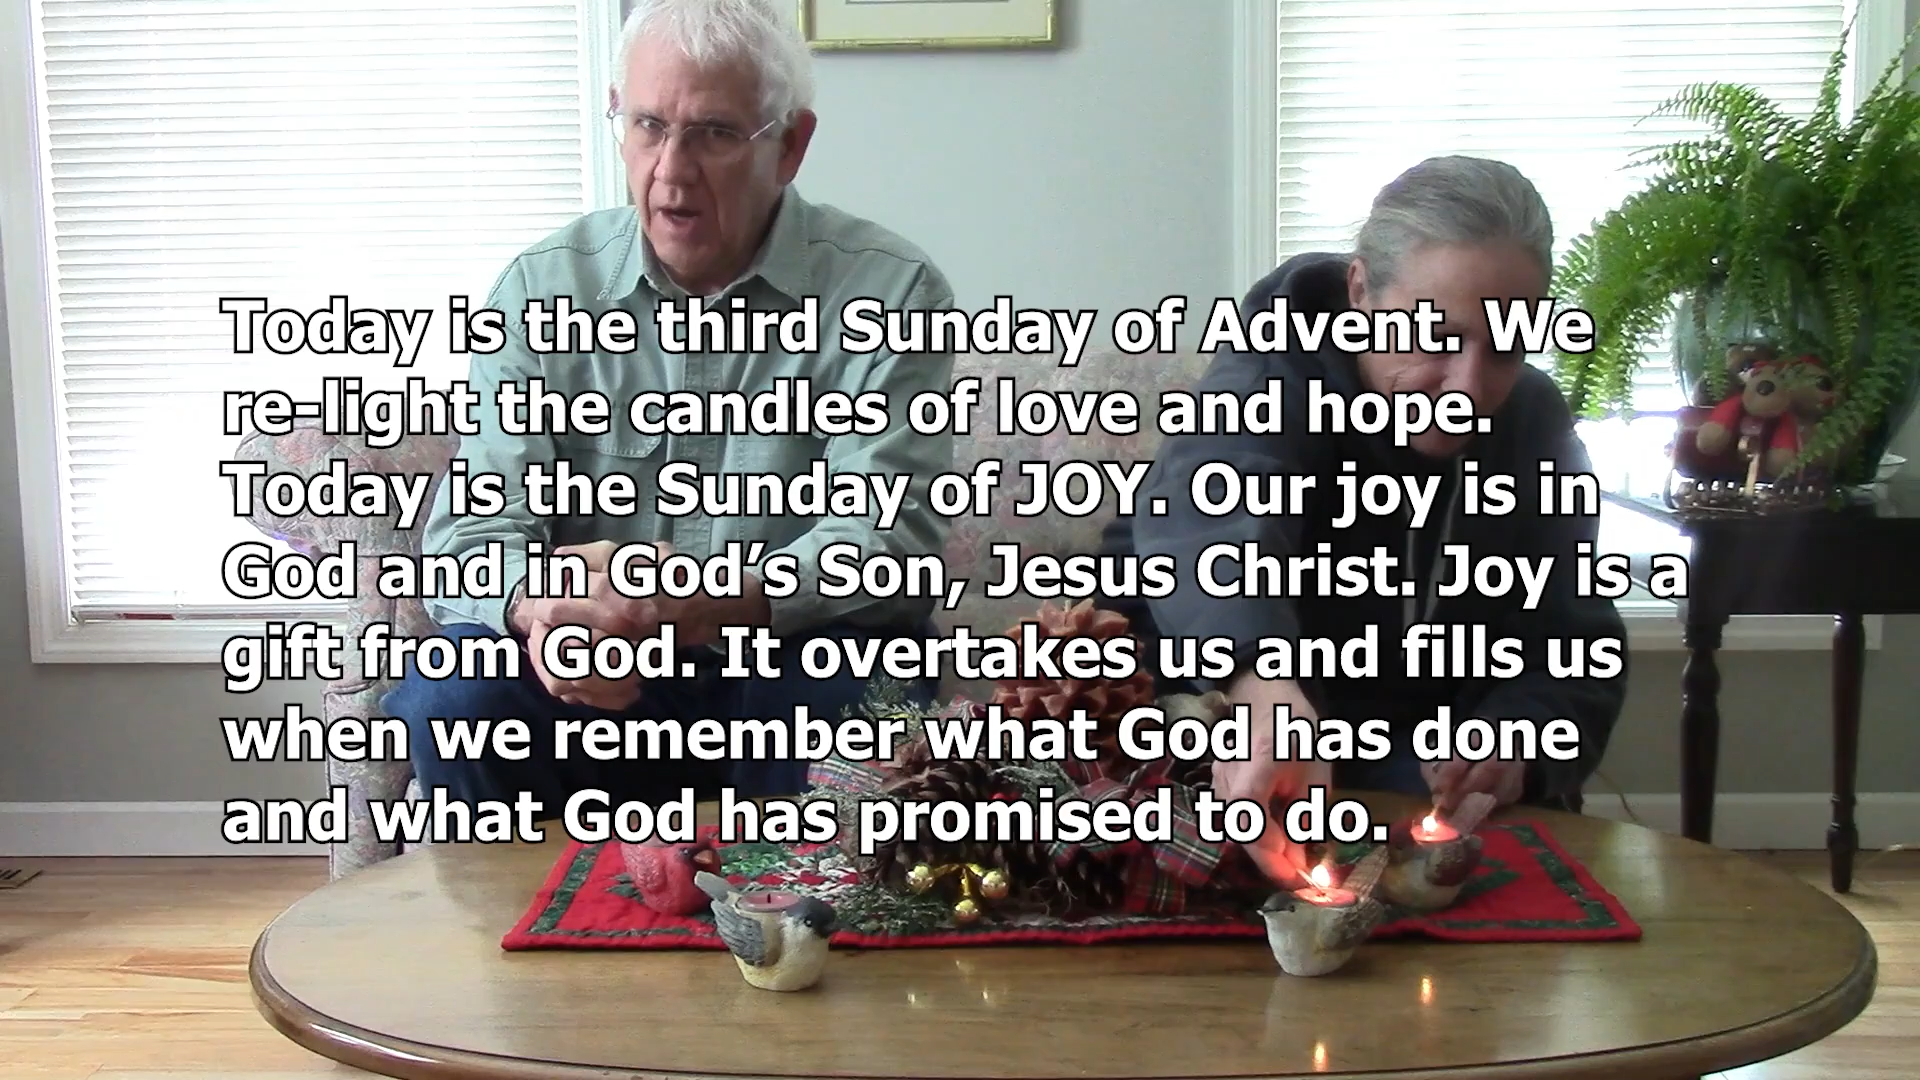 Today is the third Sunday of Advent. We
re-light the candles of love and hope.
Today is the Sunday of JOY. Our joy is in
God and in God’s Son, Jesus Christ. Joy is a
gift from God. It overtakes us and fills us
when we remember what God has done
and what God has promised to do.